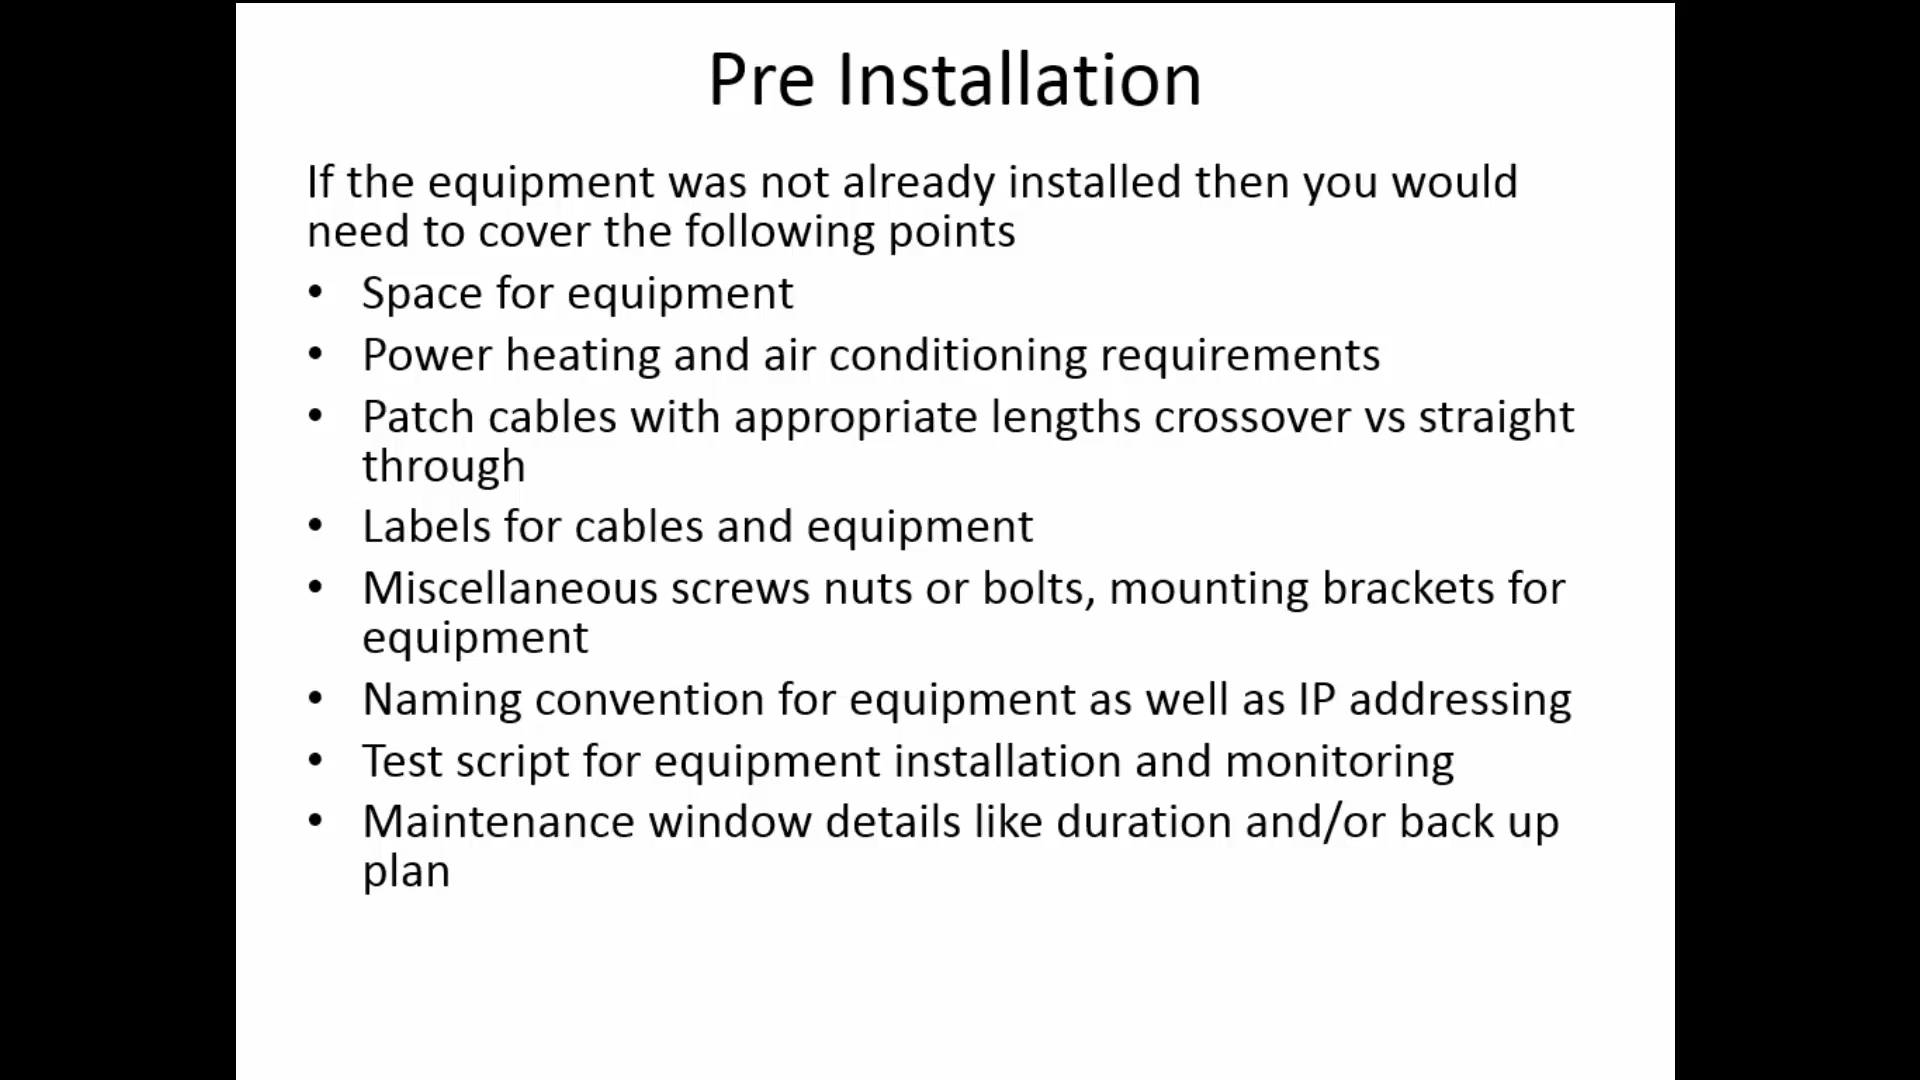 Pre Installation
If the equipment was not already installed then you would
need to cover the following points
• Space for equipment
• Power heating and air conditioning requirements
• Patch cables with appropriate lengths crossover vs straight
through
• Labels for cables and equipment
• Miscellaneous screws nuts or bolts, mounting brackets for
equipment
• Naming convention for equipment as well as IP addressing
• Test script for equipment installation and monitoring
• Maintenance window details like duration and/or back up
plan